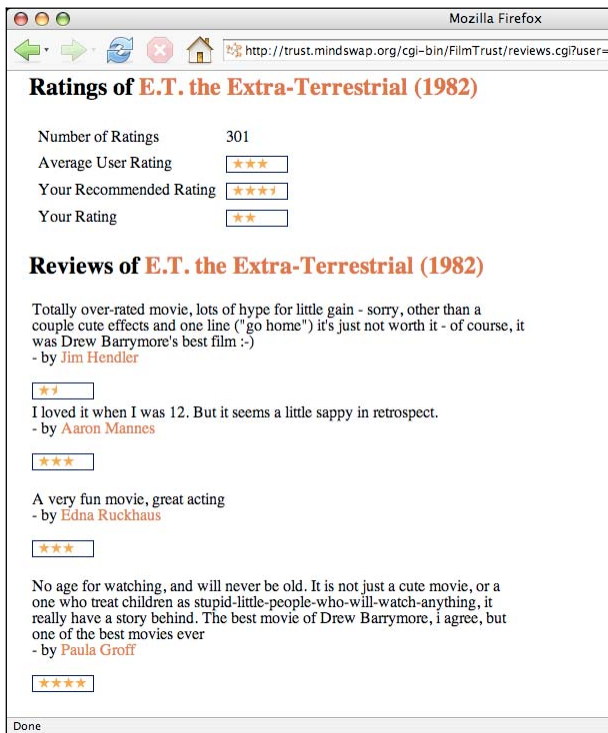 Mozilla Firefox
http://trust.mindswap.org/cgi-bin/FilmTrust/reviews.cgi?user=
Ratings of E.T. the Extra-Terrestrial (1982)
Number of Ratings 301
Average User Rating
Your Recommended Rating
Your Rating
Reviews of E.T. the Extra-Terrestrial (1982)
Totally over-rated movie, lots of hype for little gain - sorry, other than a
couple cute effects and one line ("go home") it's just not worth it - of course, it
was Drew Barrymore's best film :-)
- by Jim Hendler
I loved it when I was 12. But it seems a little sappy in retrospect.
- by Aaron Mannes
A very fun movie, great acting
- by Edna Ruckhaus
No age for watching, and will never be old. It is not just a cute movie, or a
one who treat children as stupid-little-people-who-will-watch-anything, it
really have a story behind. The best movie of Drew Barrymore, i agree, but
one of the best movies ever
- by Paula Groff
Done